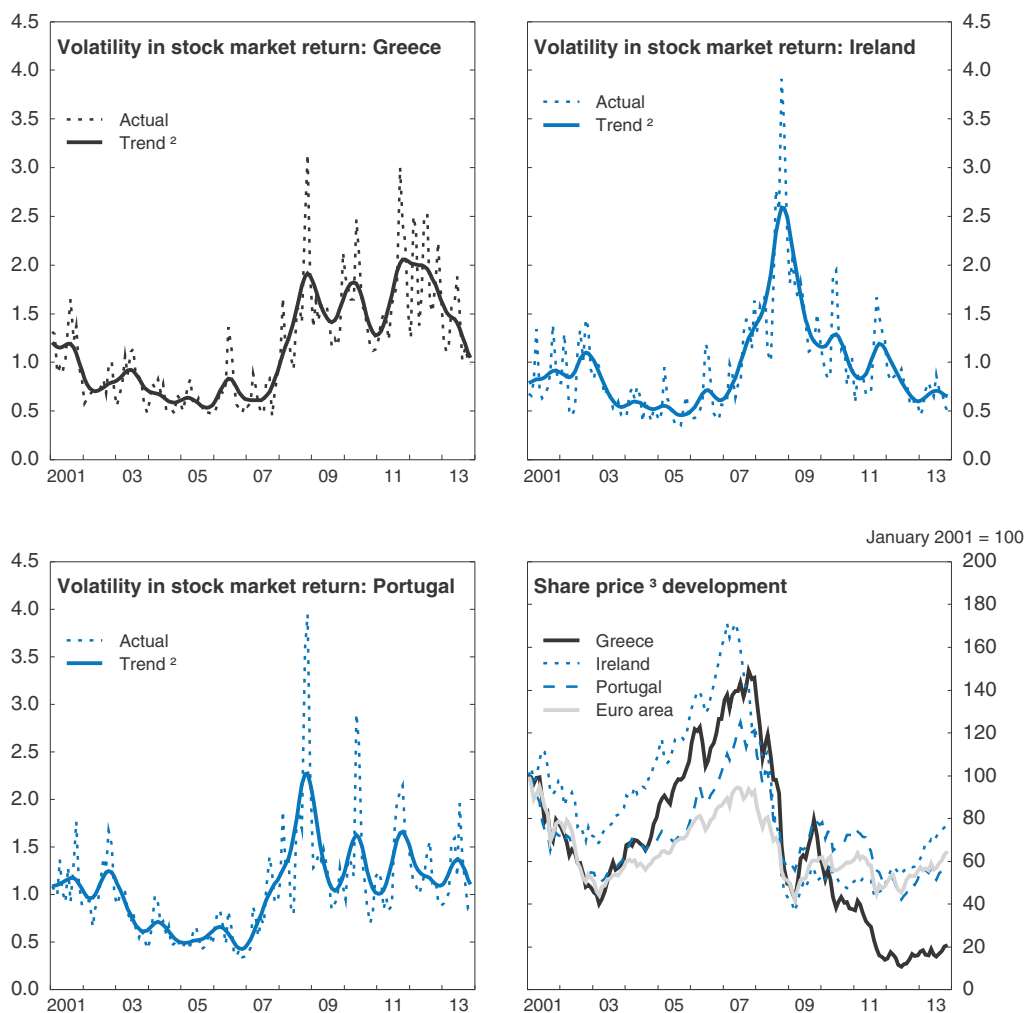 4.5
Volatility in stock market return: Greece
4.0
3.5
Actual
Trend ²
3.0
2.5
2.0
1.5
1.0
0.5
0.0
2001 03 05 07 09 11 13
Volatility in stock market return: Ireland
4.5
4.0
Actual
3.5
Trend ²
3.0
2.5
2.0
1.5
1.0
0.5
0.0
2001 03 05 07 09 11 13
4.5
Volatility in stock market return: Portugal
4.0
Actual
3.5
Trend ²
3.0
2.5
2.0
1.5
1.0
0.5
0.0
2001 03 05 07 09 11 13
January 2001 = 100
200
Share price ³ development
180
Greece
160
Ireland
Portugal
140
Euro area
120
100
80
60
40
20
0
2001 03 05 07 09 11 13